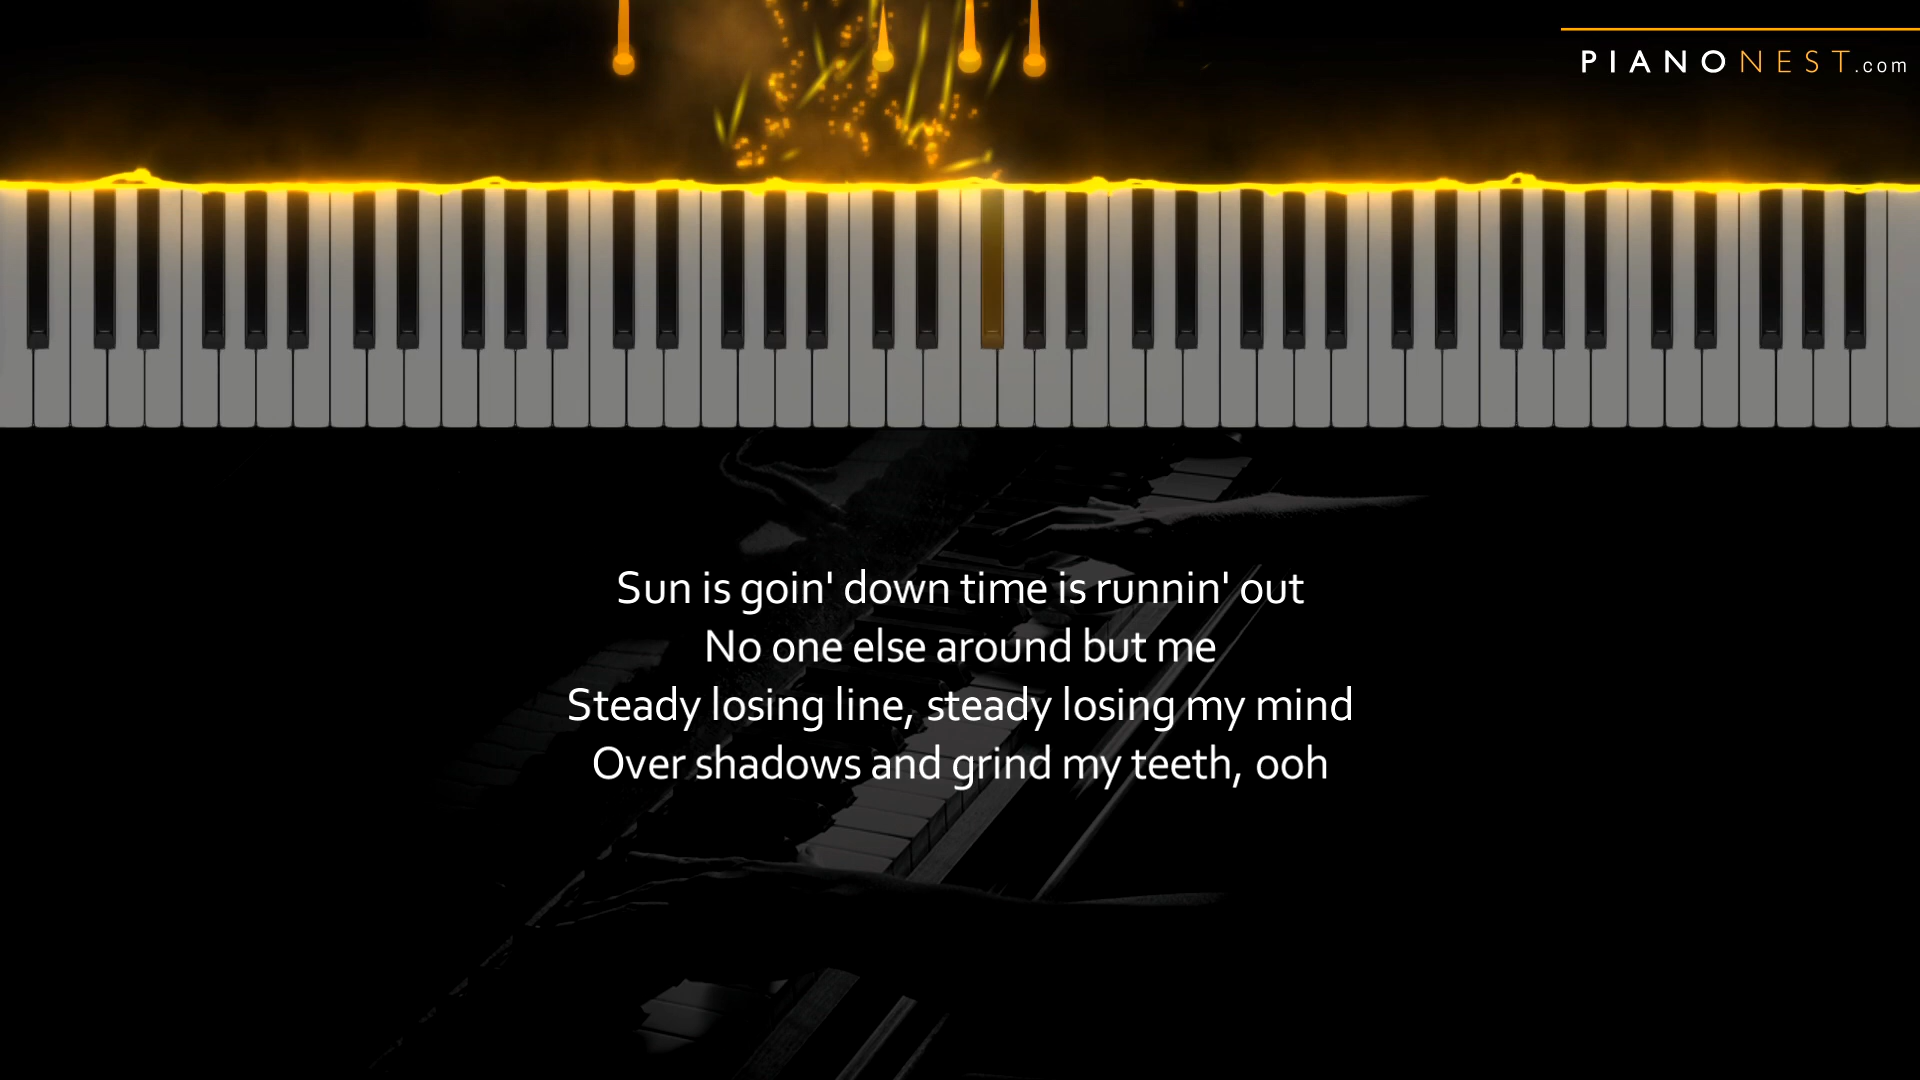 PIANONEST.com
Sun is goin' down time is runnin' out
No one else around but me
Steady losing line, steady losing my mind
Over shadows and grind my teeth, ooh